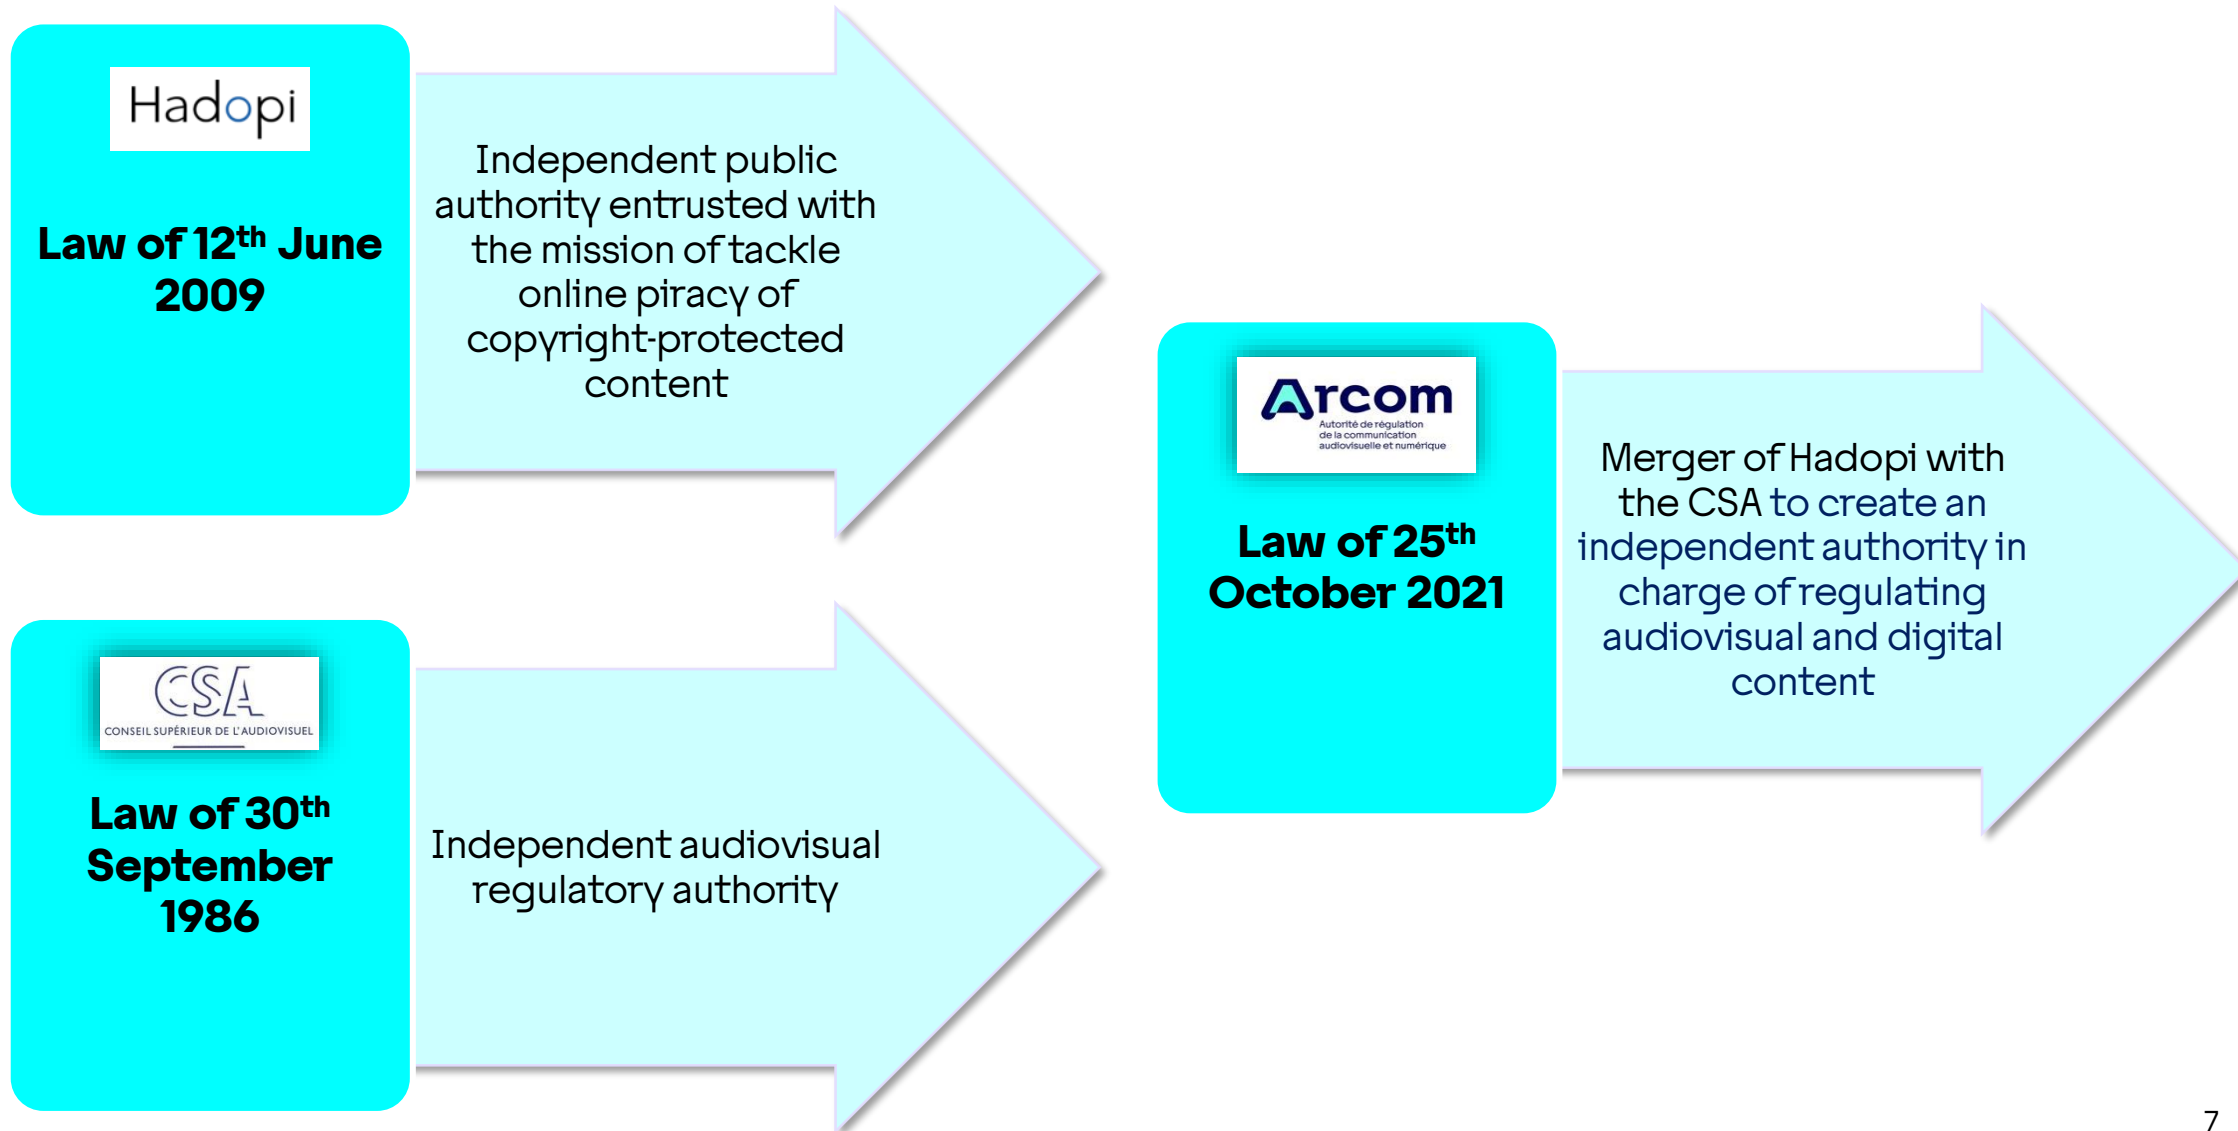 Hadopi
Law of 12th June
2009
Independent public
authority entrusted with
the mission of tackle
online piracy of
copyright-protected
content
CSA
CONSEIL SUPÉRIEUR DE L'AUDIOVISUEL
Law of 30th
September
1986
Independent audiovisual
regulatory authority
Arcom
Autorité de régulation
de la communication
audiovisuelle et numérique
Law of 25th
October 2021
Merger of Hadopi with
the CSA to create an
independent authority in
charge of regulating
audiovisual and digital
content
7